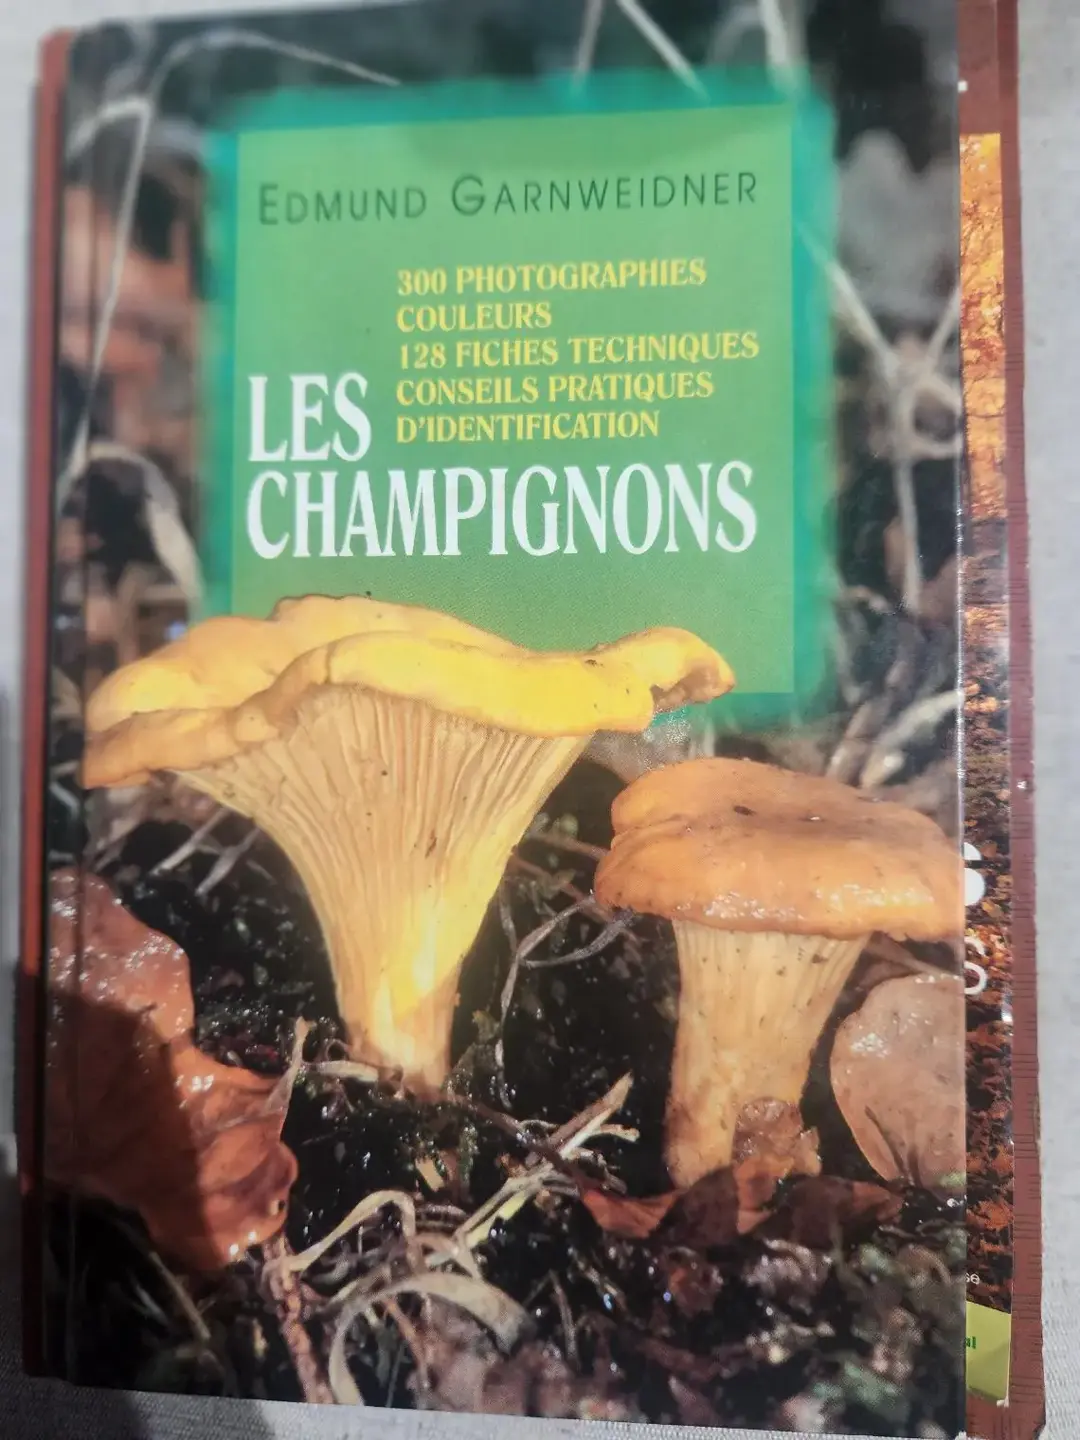 EDMUND GARNWEIDNER
300 PHOTOGRAPHIES
COULEURS
128 FICHES TECHNIQUES
CONSEILS PRATIQUES
D'IDENTIFICATION
LES
CHAMPIGNONS